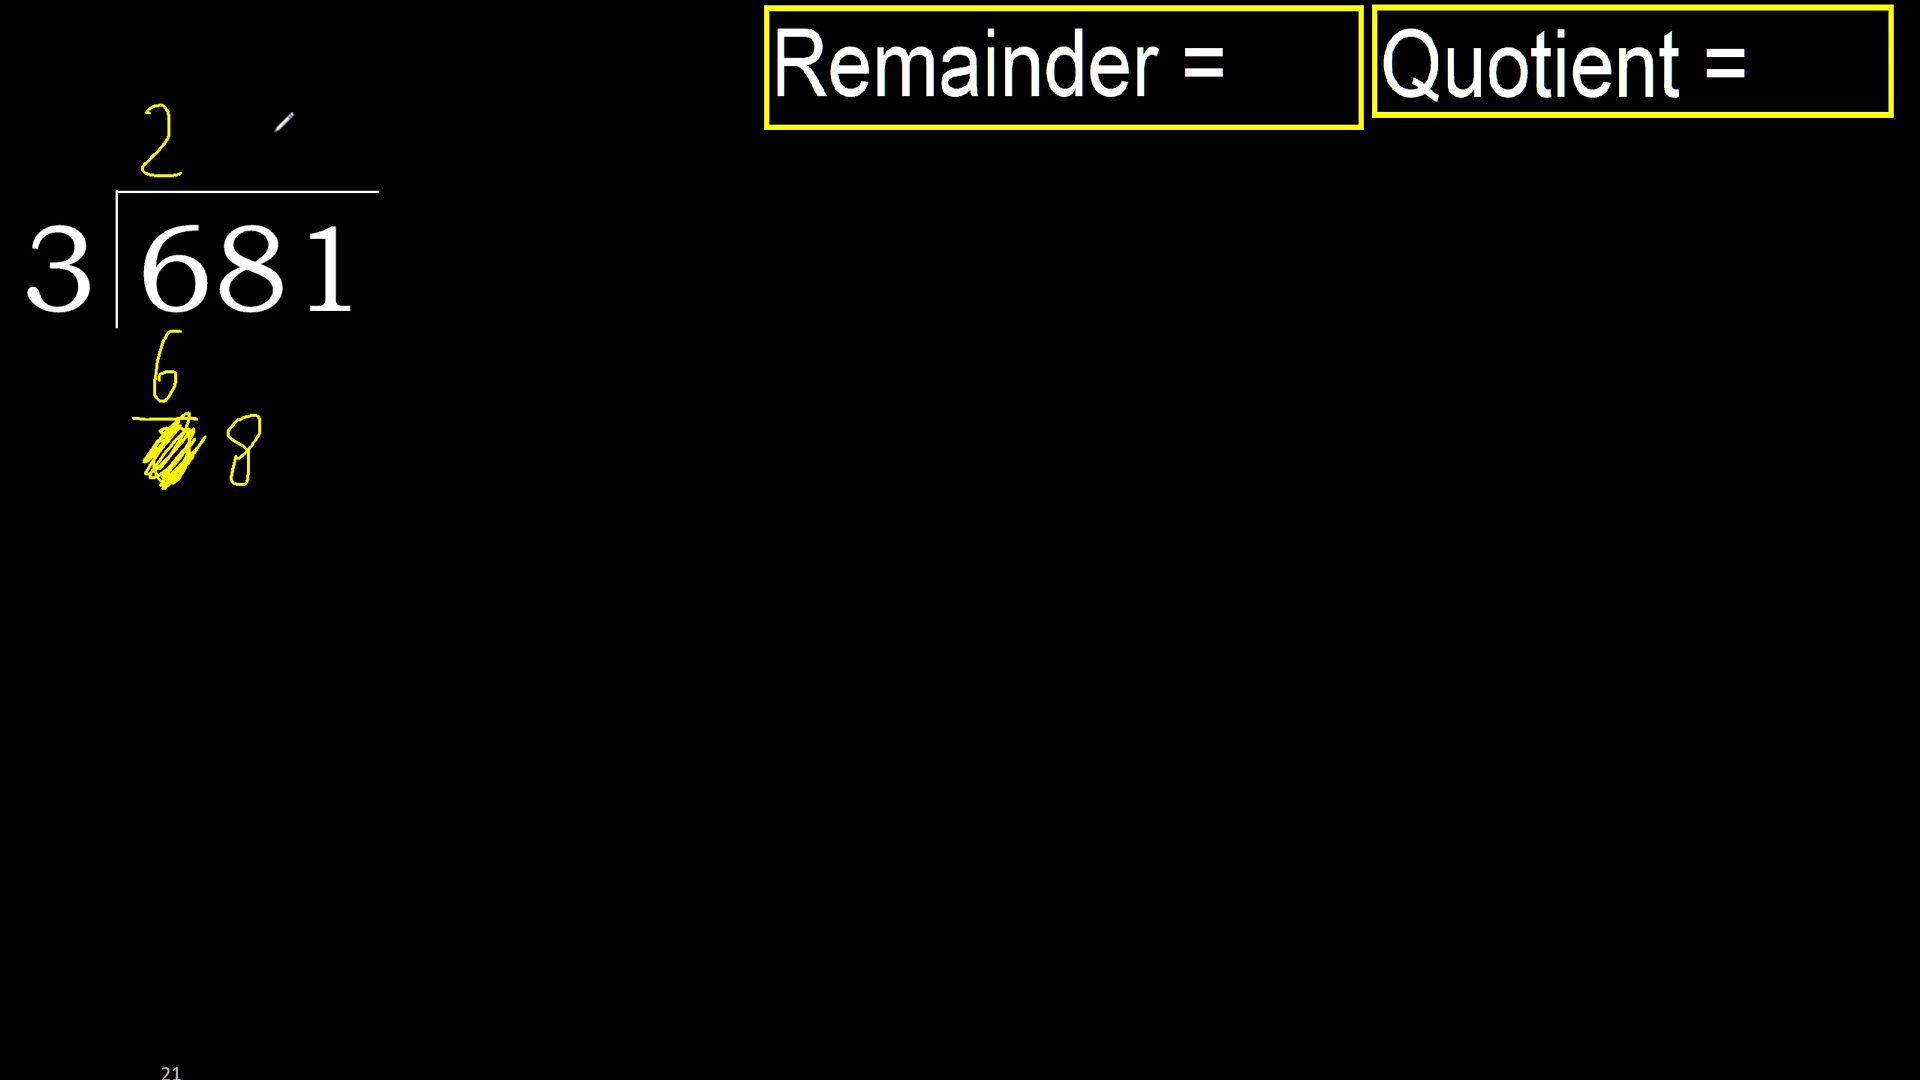 Remainder =
Quotient =
2
3 681
6
8
21